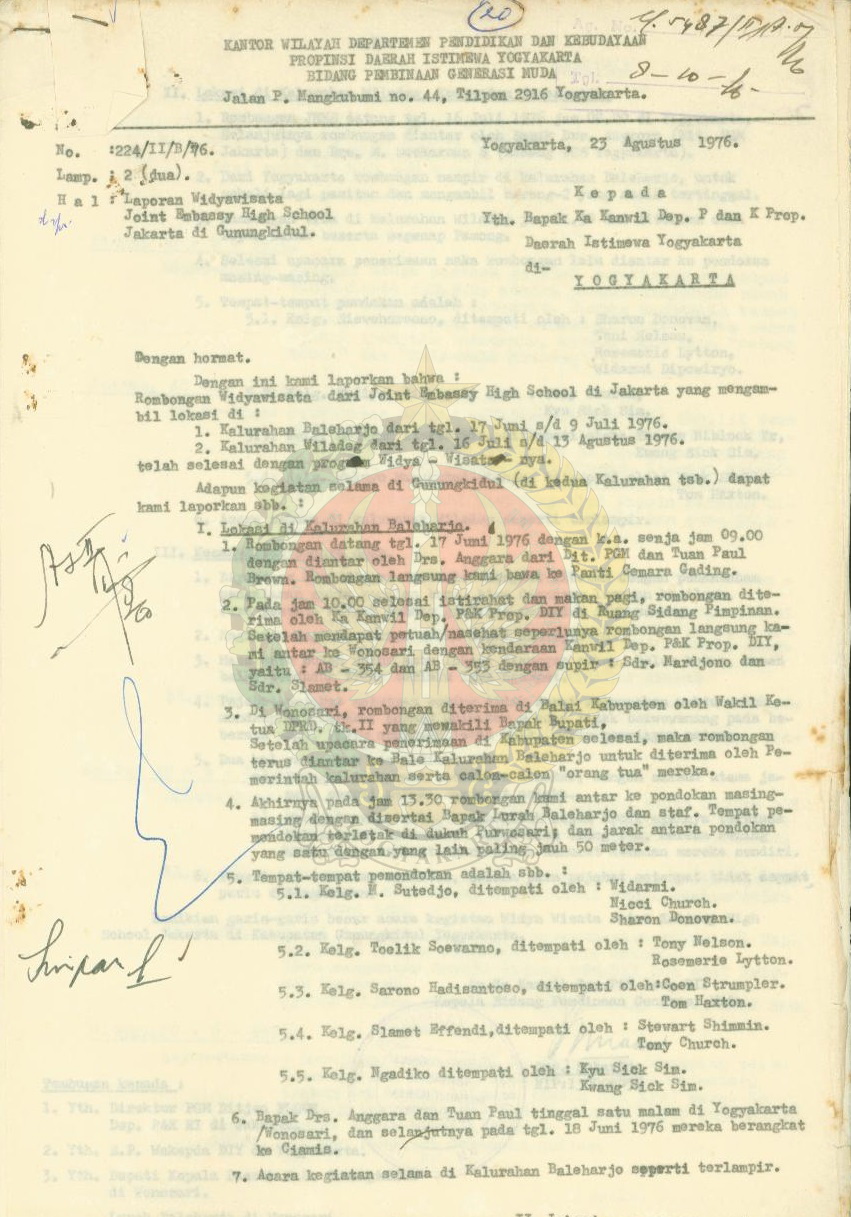 20
KANTOR WILAYAH DEPARTEMEN PENDIDIKAN DAN KEBUDAYAAN
PROPINSI DAERAH ISTIMEWA YOGYAKARTA
BIDANG PEMBINAAN GENERASI MUDA
Tgl. 8-10-76
Jalan P. Mangkubumi no. 44, Tilpon 2916 Yogyakarta.
No. :224/II/B/76.
Yogyakarta, 23 Agustus 1976.
Lamp. : 2 (dua).
H a l : Laporan Widyawisata
Joint Embassy High School
Jakarta di Gunungkidul.
K e p a d a
Yth. Bapak Ka Kanwil Dep. P dan K Prop.
Daerah Istimewa Yogyakarta
di-
Y O G Y A K A R T A
Dengan hormat.
Dengan ini kami laporkan bahwa :
Rombongan Widyawisata dari Joint Embassy High School di Jakarta yang mengam-
bil lokasi di :
1. Kalurahan Baleharjo dari tgl. 17 Juni s/d 9 Juli 1976.
2. Kalurahan Wiladeg dari tgl. 16 Juli s/d 13 Agustus 1976.
telah selesai dengan program Widya - Wisata - nya.
Adapun kegiatan selama di Gunungkidul (di kedua Kalurahan tsb.) dapat
kami laporkan sbb. :
I. Lokasi di Kalurahan Baleharjo.
1. Rombongan datang tgl. 17 Juni 1976 dengan k.a. senja jam 09.00
dengan diantar oleh Drs. Anggara dari Dit. PGM dan Tuan Paul
Brown. Rombongan langsung kami bawa ke Panti Cemara Gading.
2. Pada jam 10.00 selesai istirahat dan makan pagi, rombongan dite-
rima oleh Ka Kanwil Dep. P&K Prop. DIY di Ruang Sidang Pimpinan.
Setelah mendapat petuah/nasehat seperlunya rombongan langsung ka-
mi antar ke Wonosari dengan kendaraan Kanwil Dep. P&K Prop. DIY,
yaitu : AB - 354 dan AB - 353 dengan supir : Sdr. Mardjono dan
Sdr. Slamet.
3. Di Wonosari, rombongan diterima di Balai Kabupaten oleh Wakil Ke-
tua DPRD. tk.II yang mewakili Bapak Bupati,
Setelah upacara penerimaan di Kabupaten selesai, maka rombongan
terus diantar ke Bale Kalurahan Baleharjo untuk diterima oleh Pe-
merintah kalurahan serta caloa-calon "orang tua" mereka.
4. Akhirnya pada jam 13.30 rombongan kami antar ke pondokan masing-
masing dengan disertai Bapak Lurah Baleharjo dan staf. Tempat pe-
mondokan terletak di dukuh Purwosari, dan jarak antara pondokan
yang satu dengan yang lain paling jauh 50 meter.
5. Tempat-tempat pemondokan adalah sbb. :
5.1. Kelg. M. Sutedjo, ditempati oleh : Widarmi.
Nicci Church.
Sharon Donovan.
5.2. Kelg. Toelik Soewarno, ditempati oleh : Tony Nelson.
Rosemerie Lytton.
5.3. Kelg. Sarono Hadisantoso, ditempati oleh:Coen Strumpler.
Tom Haxton.
5.4. Kelg. Slamet Effendi,ditempati oleh : Stewart Shimmin.
Tony Church.
5.5. Kelg. Ngadiko ditempati oleh : Kyu Sick Sim.
Kwang Sick Sim.
6. Bapak Drs. Anggara dan Tuan Paul tinggal satu malam di Yogyakarta
/Wonosari, dan selanjutnya pada tgl. 18 Juni 1976 mereka berangkat
ke Ciamis.
7. Acara kegiatan selama di Kalurahan Baleharjo seperti terlampir.